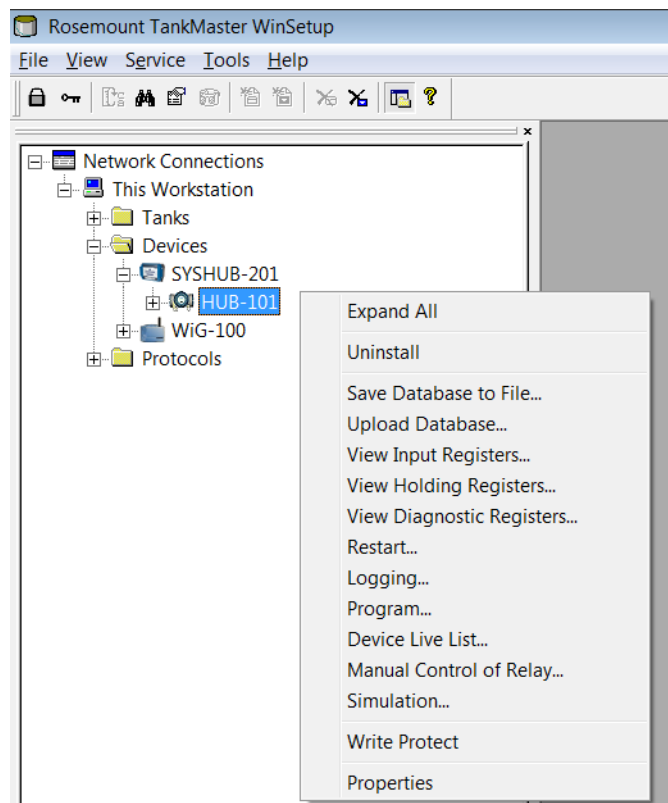 Rosemount TankMaster WinSetup
File View Service Tools Help
Network Connections
This Workstation
Tanks
Devices
SYSHUB-201
HUB-101
WiG-100
Protocols
Expand All
Uninstall
Save Database to File...
Upload Database...
View Input Registers...
View Holding Registers...
View Diagnostic Registers...
Restart...
Logging...
Program...
Device Live List...
Manual Control of Relay...
Simulation...
Write Protect
Properties